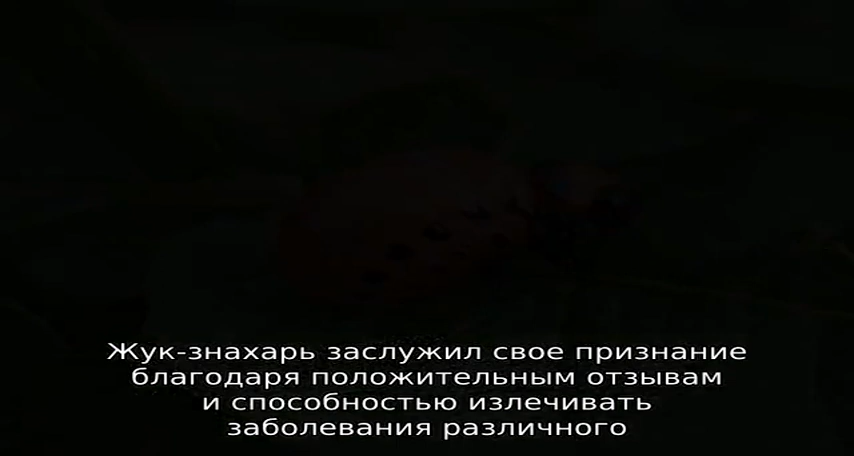 Жук-знахарь заслужил свое признание
благодаря положительным отзывам
и способностью излечивать
заболевания различного